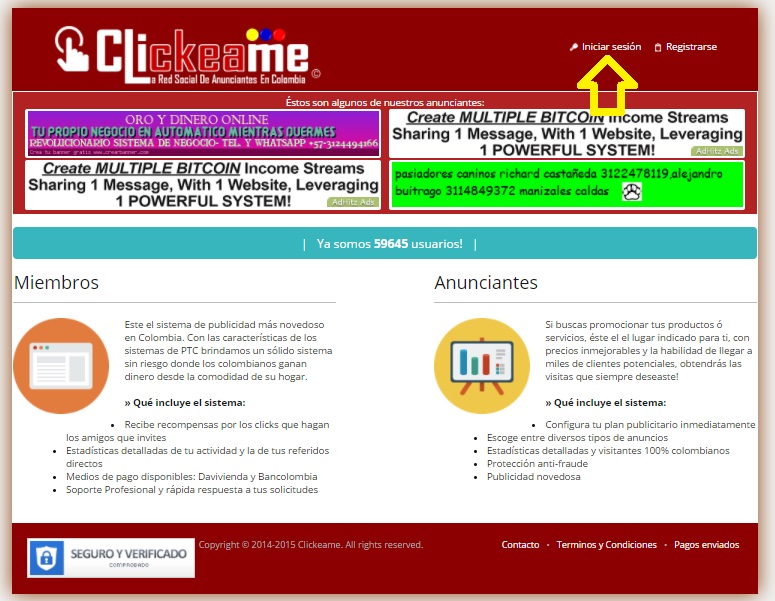 CLickeame
La Red Social De Anunciantes En Colombia ©
Iniciar sesión Registrarse
Éstos son algunos de nuestros anunciantes:
ORO Y DINERO ONLINE
TU PROPIO NEGOCIO EN AUTOMATICO MIENTRAS DUERMES
REVOLUCIONARIO SISTEMA DE NEGOCIO- TEL. Y WHATSAPP +57-3124494166
Crea tu banner gratis www.crearbanner.com
Create MULTIPLE BITCOIN Income Streams
Sharing 1 Message, With 1 Website, Leveraging
1 POWERFUL SYSTEM!
AdHitz Ads
Create MULTIPLE BITCOIN Income Streams
Sharing 1 Message, With 1 Website, Leveraging
1 POWERFUL SYSTEM!
AdHitz Ads
pasiadores caninos richard castañeda 3122478119,alejandro
buitrago 3114849372 manizales caldas
| Ya somos 59645 usuarios! |
Miembros
Este el sistema de publicidad más novedoso
en Colombia. Con las características de los
sistemas de PTC brindamos un sólido sistema
sin riesgo donde los colombianos ganan
dinero desde la comodidad de su hogar.
» Qué incluye el sistema:
• Recibe recompensas por los clicks que hagan
los amigos que invites
• Estadísticas detalladas de tu actividad y la de tus referidos
directos
• Medios de pago disponibles: Davivienda y Bancolombia
• Soporte Profesional y rápida respuesta a tus solicitudes
Anunciantes
Si buscas promocionar tus productos ó
servicios, éste el el lugar indicado para ti, con
precios inmejorables y la habilidad de llegar a
miles de clientes potenciales, obtendrás las
visitas que siempre deseaste!
» Qué incluye el sistema:
• Configura tu plan publicitario inmediatamente
• Escoge entre diversos tipos de anuncios
• Estadísticas detalladas y visitantes 100% colombianos
• Protección anti-fraude
• Publicidad novedosa
SEGURO Y VERIFICADO
COMPROBADO
Copyright © 2014-2015 Clickeame. All rights reserved.
Contacto · Terminos y Condiciones · Pagos enviados